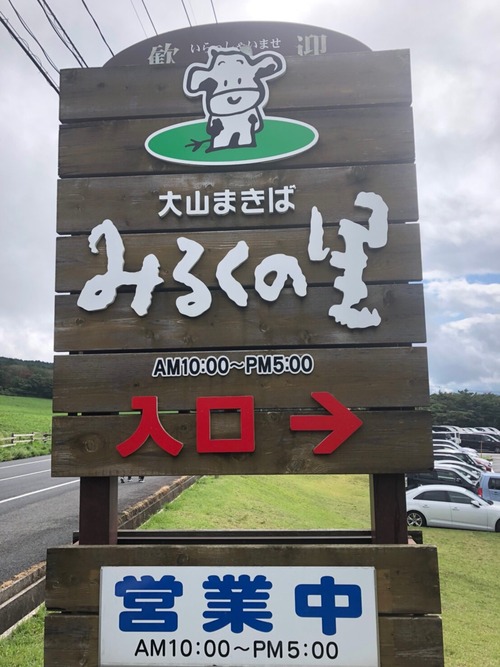 歓 いらっしゃいませ 迎
大山まきば
みるくの里
AM10:00～PM5:00
入口→
営業中
AM10:00～PM5:00